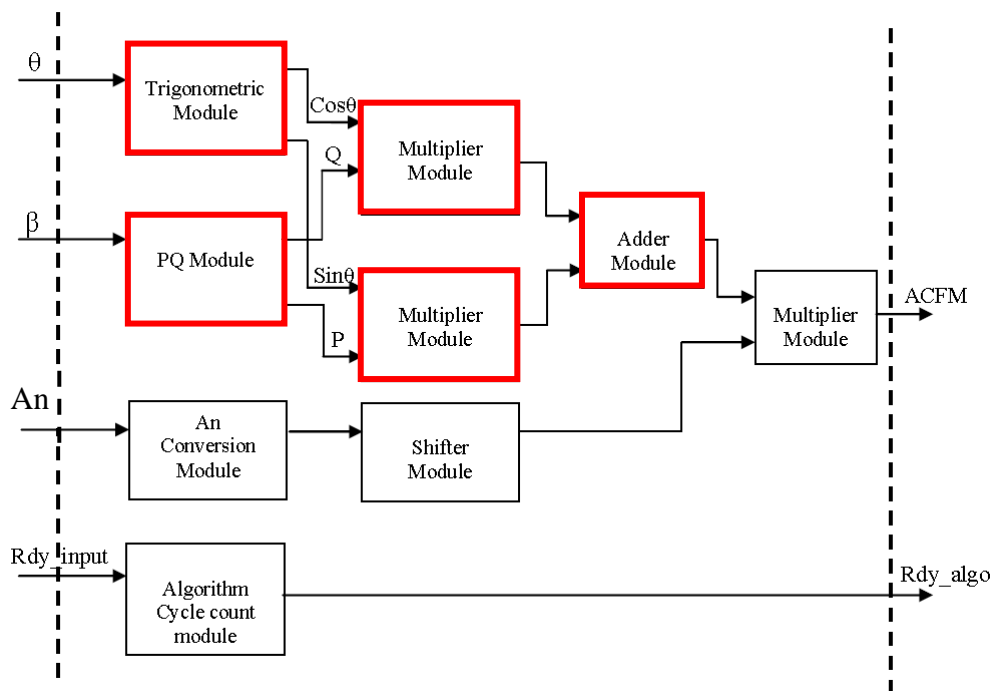 θ
Trigonometric
Module
Cosθ
Multiplier
Module
Q
β
PQ Module
Adder
Module
Sinθ
Multiplier
Module
P
ACFM
Multiplier
Module
An
An
Conversion
Module
Shifter
Module
Rdy_input
Algorithm
Cycle count
module
Rdy_algo